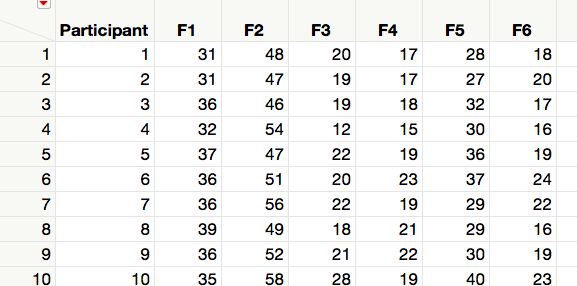 Participant F1 F2 F3 F4 F5 F6
1 1 31 48 20 17 28 18
2 2 31 47 19 17 27 20
3 3 36 46 19 18 32 17
4 4 32 54 12 15 30 16
5 5 37 47 22 19 36 19
6 6 36 51 20 23 37 24
7 7 36 56 22 19 29 22
8 8 39 49 18 21 29 16
9 9 36 52 21 22 30 19
10 10 35 58 28 19 40 23